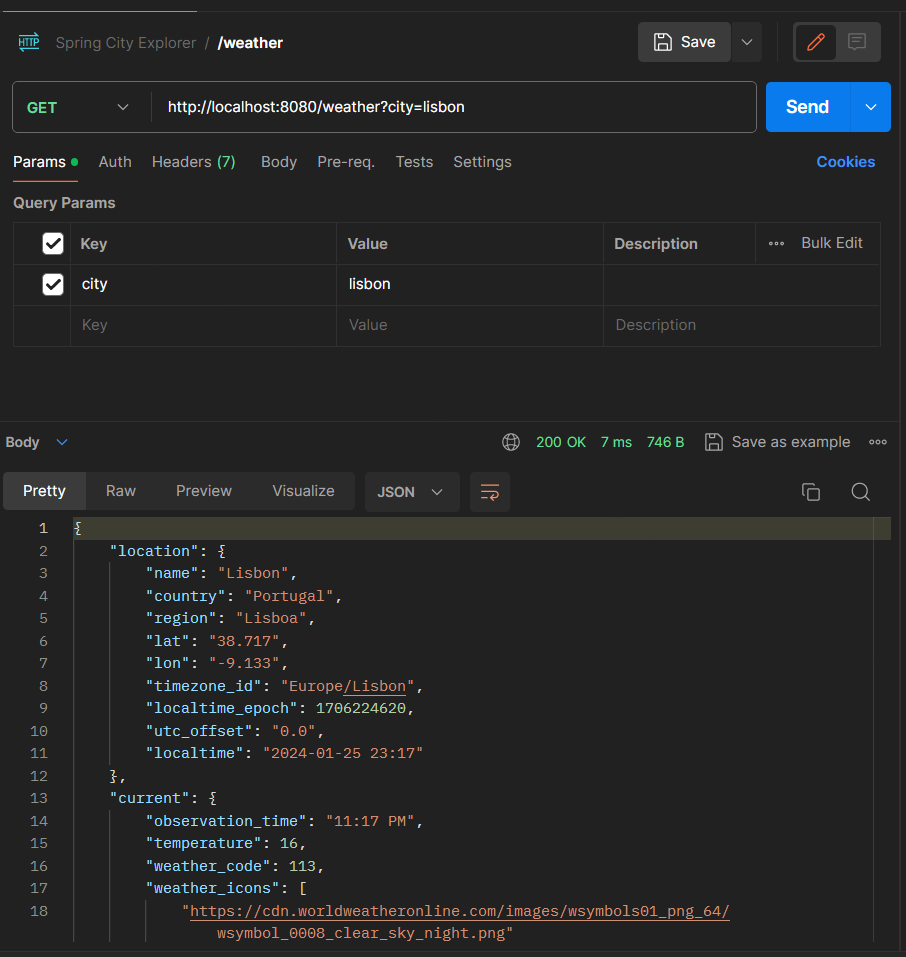 HTTP Spring City Explorer / /weather Save
GET http://localhost:8080/weather?city=lisbon Send
Params Auth Headers (7) Body Pre-req. Tests Settings Cookies
Query Params
Key Value Description Bulk Edit
city lisbon
Key Value Description
Body 200 OK 7 ms 746 B Save as example
Pretty Raw Preview Visualize JSON
1 {
2 "location": {
3 "name": "Lisbon",
4 "country": "Portugal",
5 "region": "Lisboa",
6 "lat": "38.717",
7 "lon": "-9.133",
8 "timezone_id": "Europe/Lisbon",
9 "localtime_epoch": 1706224620,
10 "utc_offset": "0.0",
11 "localtime": "2024-01-25 23:17"
12 },
13 "current": {
14 "observation_time": "11:17 PM",
15 "temperature": 16,
16 "weather_code": 113,
17 "weather_icons": [
18 "https://cdn.worldweatheronline.com/images/wsymbols01_png_64/
wsymbol_0008_clear_sky_night.png"